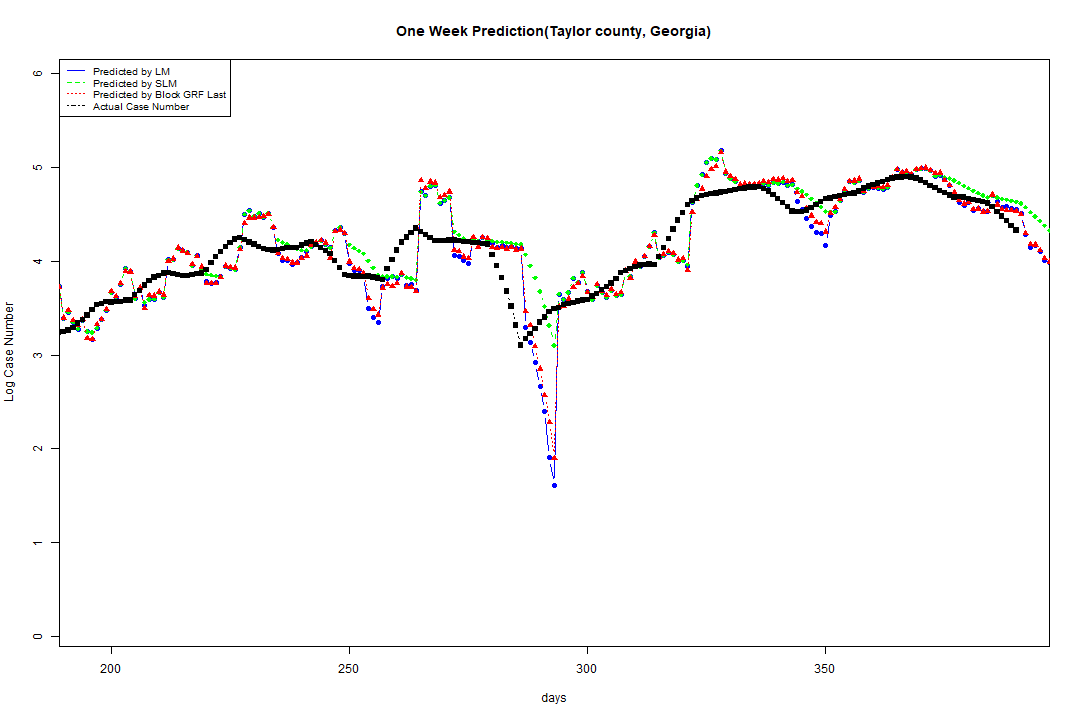 One Week Prediction(Taylor county, Georgia)
Predicted by LM
Predicted by SLM
Predicted by Block GRF Last
Actual Case Number
6
5
4
3
2
1
0
Log Case Number
200
250
300
350
days